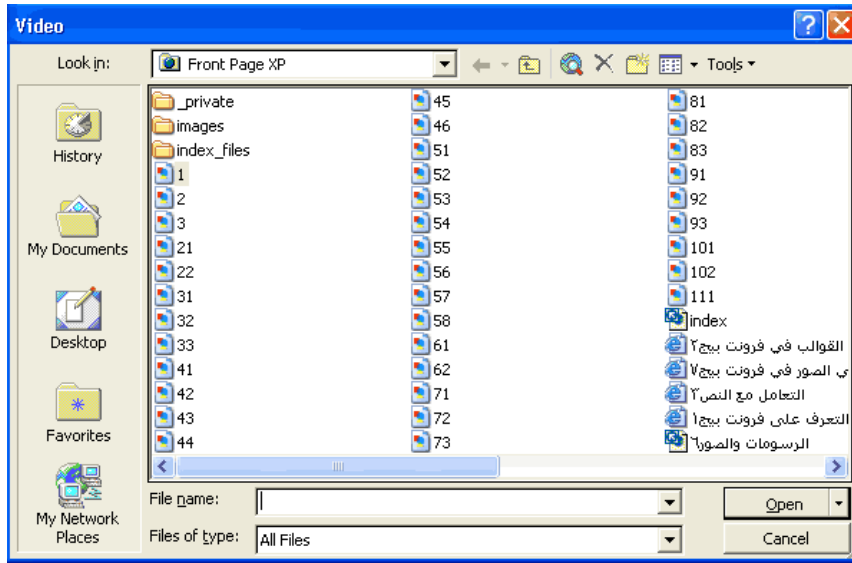 Video
Look in:
Front Page XP
Tools
History
My Documents
Desktop
Favorites
My Network
Places
_private
images
index_files
1
2
3
21
22
31
32
33
41
42
43
44
45
46
51
52
53
54
55
56
57
58
61
62
71
72
73
81
82
83
91
92
93
101
102
111
index
القوالب في فرونت بيج٢
ي الصور في فرونت بيج٧
التعامل مع النص٣
التعرف على فرونت بيج١
الرسومات والصور٦
File name:
Open
Files of type:
All Files
Cancel